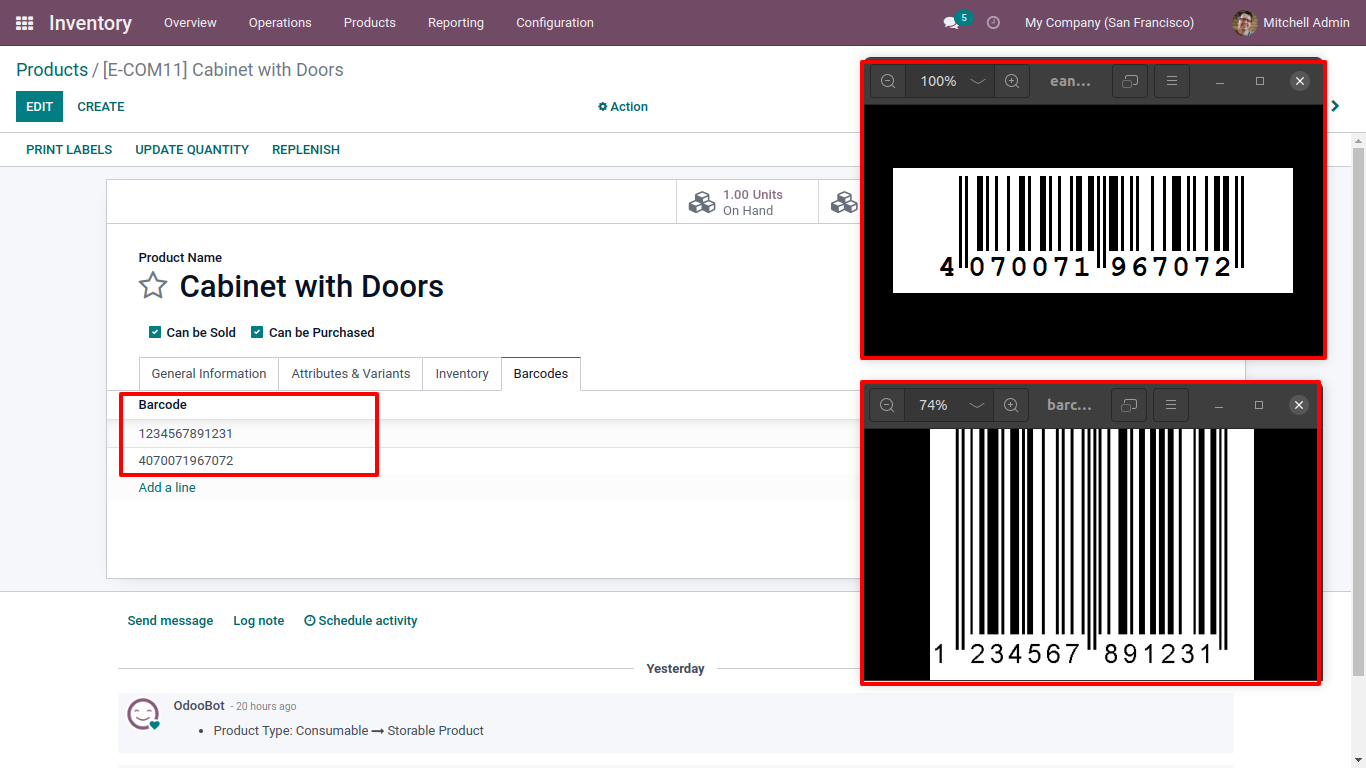 Inventory Overview Operations Products Reporting Configuration 5 My Company (San Francisco) Mitchell Admin
Products / [E-COM11] Cabinet with Doors
EDIT CREATE Action
PRINT LABELS UPDATE QUANTITY REPLENISH
1.00 Units
On Hand
Product Name
Cabinet with Doors
Can be Sold Can be Purchased
General Information Attributes & Variants Inventory Barcodes
Barcode
1234567891231
4070071967072
Add a line
Send message Log note Schedule activity
Yesterday
OdooBot - 20 hours ago
• Product Type: Consumable → Storable Product
100% ean...
4 070071 967072
74% barc...
1 234567 891231